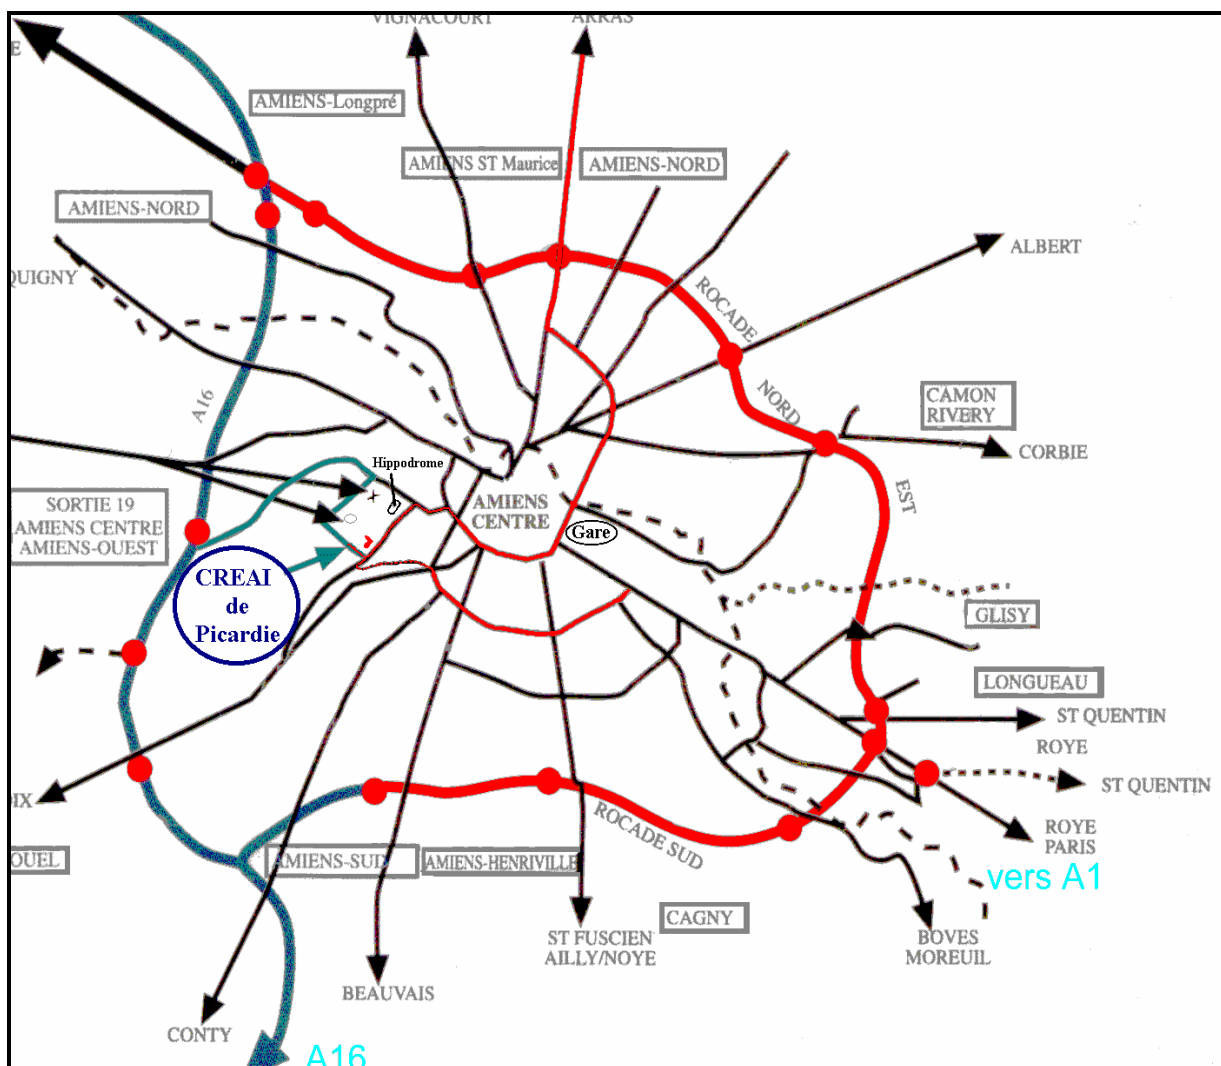 VIGNACOURT
ARRAS
E
AMIENS-Longpré
AMIENS ST Maurice
AMIENS-NORD
AMIENS-NORD
ALBERT
QUIGNY
ROCADE
NORD
EST
A16
CAMON
RIVERY
CORBIE
Hippodrome
SORTIE 19
AMIENS CENTRE
AMIENS-OUEST
AMIENS
CENTRE
Gare
CREAI
de
Picardie
GLISY
LONGUEAU
ST QUENTIN
ROYE
ST QUENTIN
OIX
ROCADE SUD
ROYE
PARIS
OUEL
AMIENS-SUD
AMIENS-HENRIVILLE
vers A1
CAGNY
ST FUSCIEN
AILLY/NOYE
BOVES
MOREUIL
BEAUVAIS
CONTY
A16